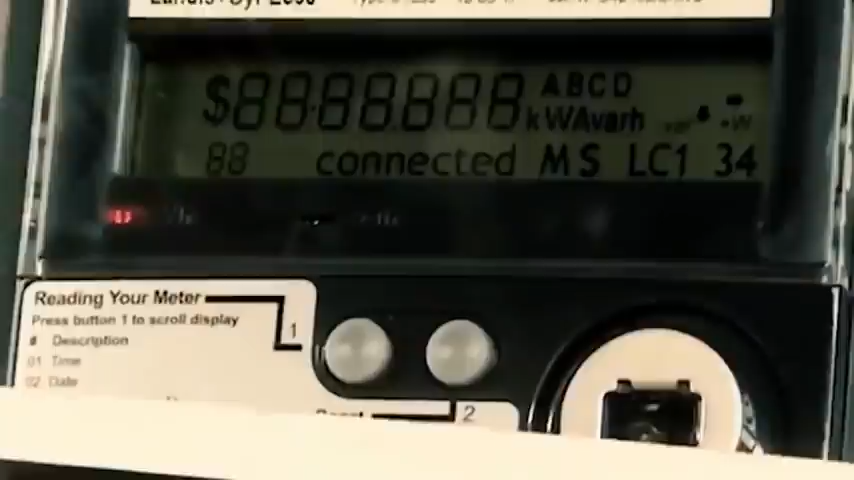 $8888888 ABCD
kWAvarh
88 connected MS LC1 34
Reading Your Meter
1
Press button 1 to scroll display
# Description
01 Time
02 Date
2